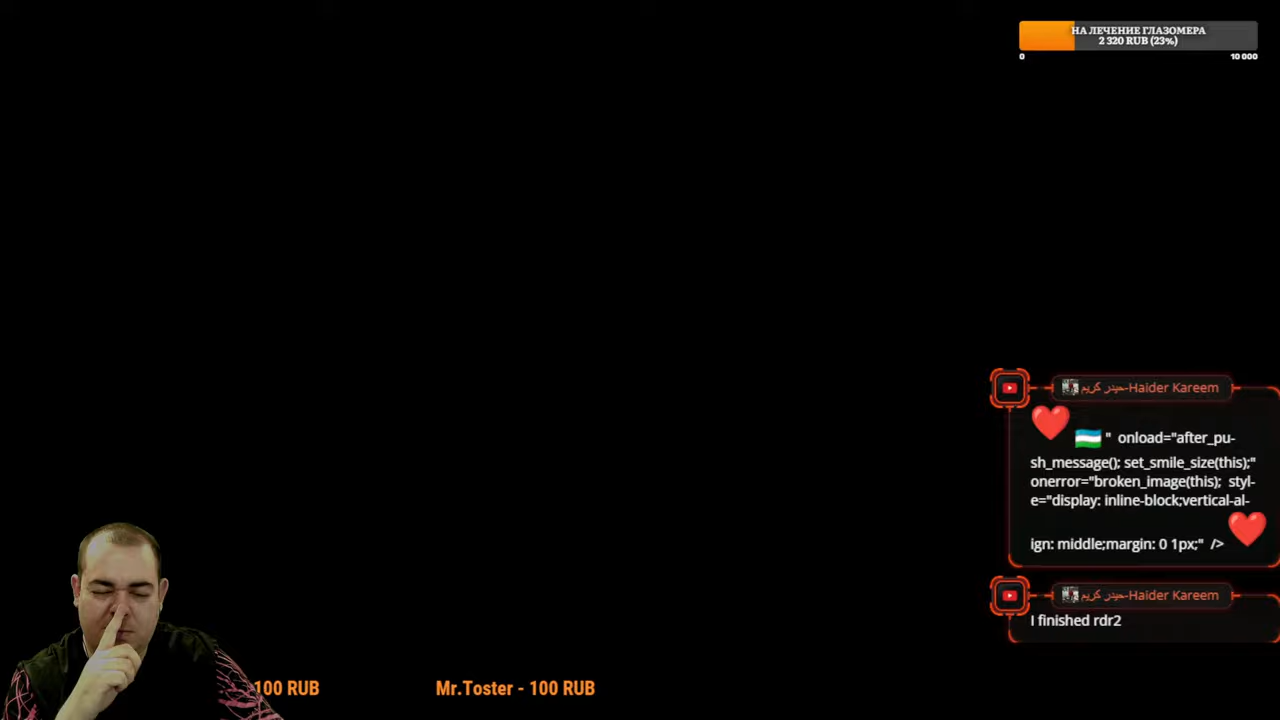 НА ЛЕЧЕНИЕ ГЛАЗОМЕРА
2 320 RUB (23%)
0 10 000
حيدر كريم-Haider Kareem
" onload="after_pu-
sh_message(); set_smile_size(this);"
onerror="broken_image(this); styl-
e="display: inline-block;vertical-al-
ign: middle;margin: 0 1px;" />
حيدر كريم-Haider Kareem
I finished rdr2
100 RUB Mr.Toster - 100 RUB